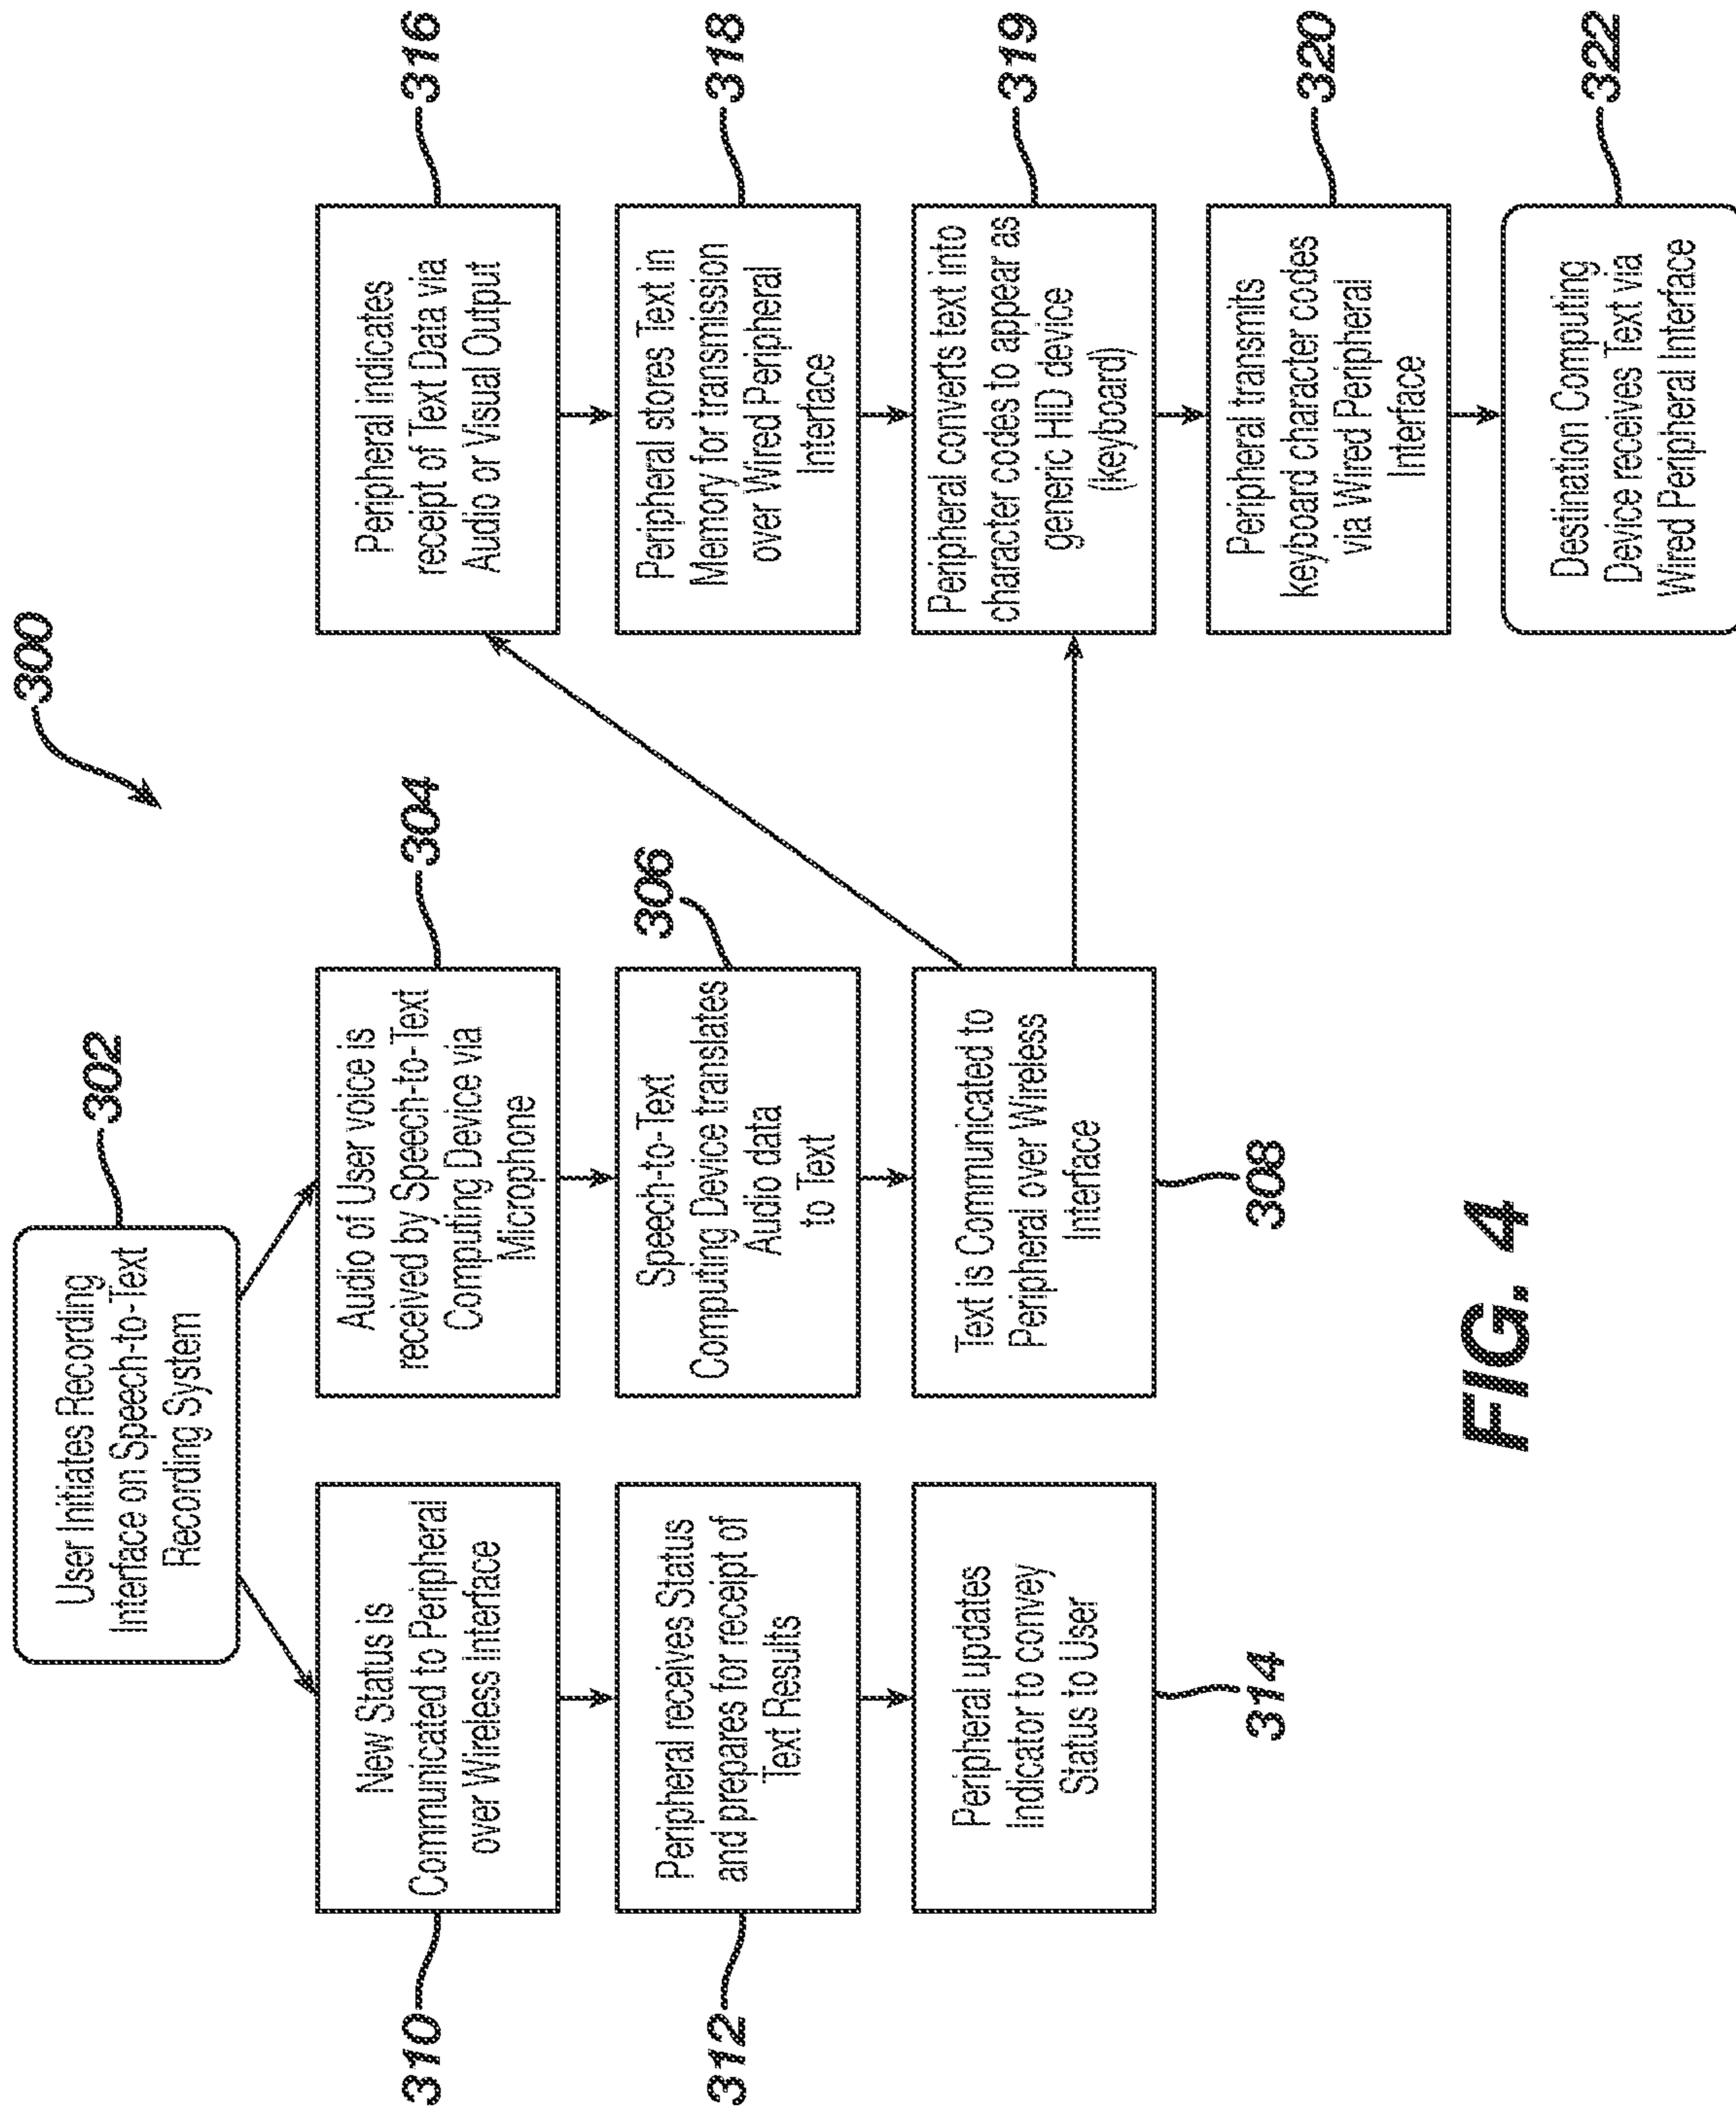 300
302
User Initiates Recording
Interface on Speech-to-Text
Recording System
310
New Status is
Communicated to Peripheral
over Wireless Interface
312
Peripheral receives Status
and prepares for receipt of
Text Results
Peripheral updates
Indicator to convey
Status to User
314
304
Audio of User voice is
received by Speech-to-Text
Computing Device via
Microphone
306
Speech-to-Text
Computing Device translates
Audio data
to Text
Text is Communicated to
Peripheral over Wireless
Interface
308
316
Peripheral indicates
receipt of Text Data via
Audio or Visual Output
318
Peripheral stores Text in
Memory for transmission
over Wired Peripheral
Interface
319
Peripheral converts text into
character codes to appear as
generic HID device
(keyboard)
320
Peripheral transmits
keyboard character codes
via Wired Peripheral
Interface
322
Destination Computing
Device receives Text via
Wired Peripheral Interface
FIG. 4